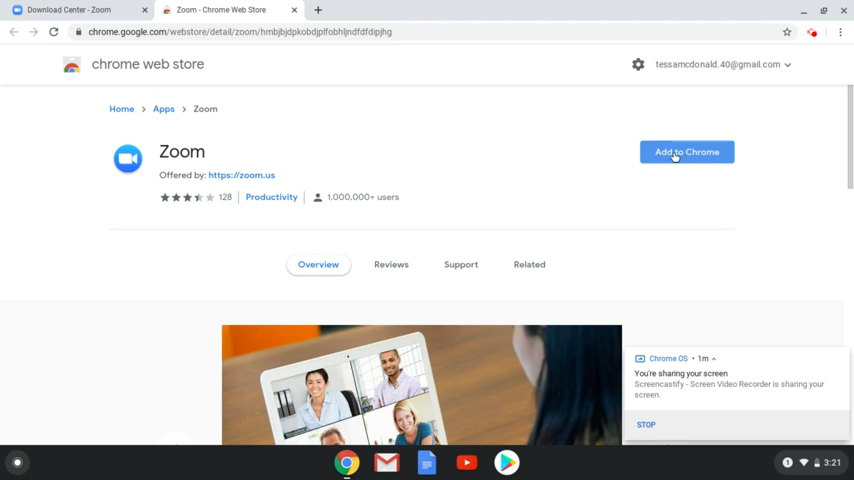 Download Center - Zoom
Zoom - Chrome Web Store
chrome.google.com/webstore/detail/zoom/hmbjbjdpkobdjplfobhljndfdfdipjhg
chrome web store
tessamcdonald.40@gmail.com
Home > Apps > Zoom
Zoom
Add to Chrome
Offered by: https://zoom.us
128 | Productivity | 1,000,000+ users
Overview
Reviews
Support
Related
Chrome OS • 1m
You're sharing your screen
Screencastify - Screen Video Recorder is sharing your
screen.
STOP
1
3:21